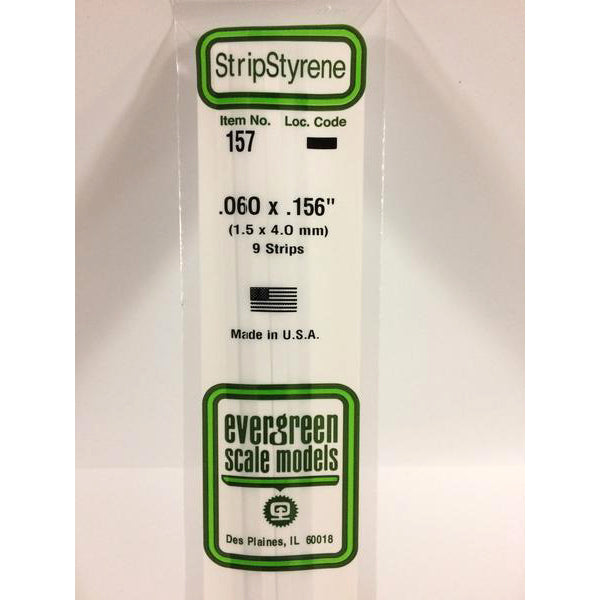 StripStyrene
Item No. Loc. Code
157
.060 x .156"
(1.5 x 4.0 mm)
9 Strips
Made in U.S.A.
evergreen
scale models
Des Plaines, IL 60018